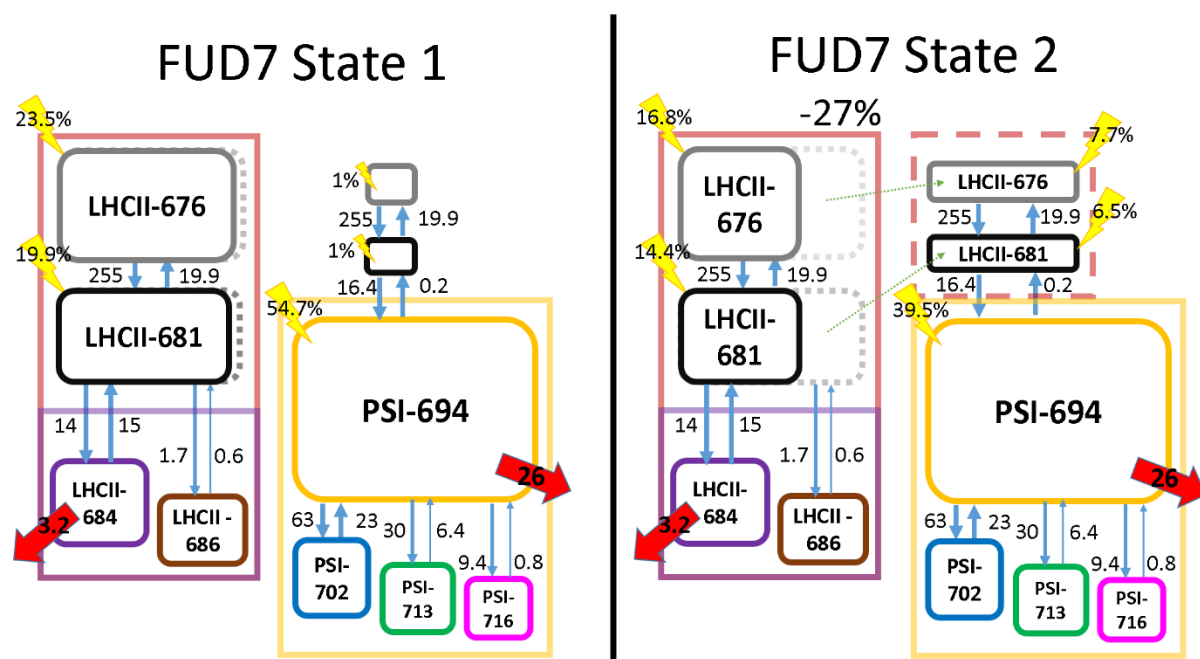 FUD7 State 1
23.5%
LHCII-676
19.9%
255
19.9
LHCII-681
14
15
1.7
0.6
LHCII-
684
3.2
LHCII -
686
1%
255
19.9
1%
16.4
0.2
54.7%
PSI-694
26
63
23
30
6.4
9.4
0.8
PSI-
702
PSI-
713
PSI-
716
FUD7 State 2
-27%
16.8%
LHCII-
676
14.4%
255
19.9
LHCII-
681
14
15
1.7
0.6
LHCII-
684
3.2
LHCII -
686
7.7%
LHCII-676
255
19.9
6.5%
LHCII-681
16.4
0.2
39.5%
PSI-694
26
63
23
30
6.4
9.4
0.8
PSI-
702
PSI-
713
PSI-
716